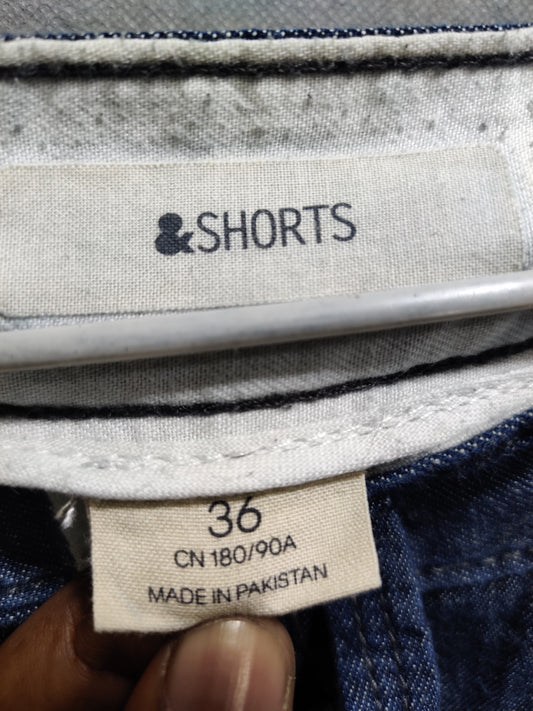 &SHORTS
36
CN 180/90A
MADE IN PAKISTAN